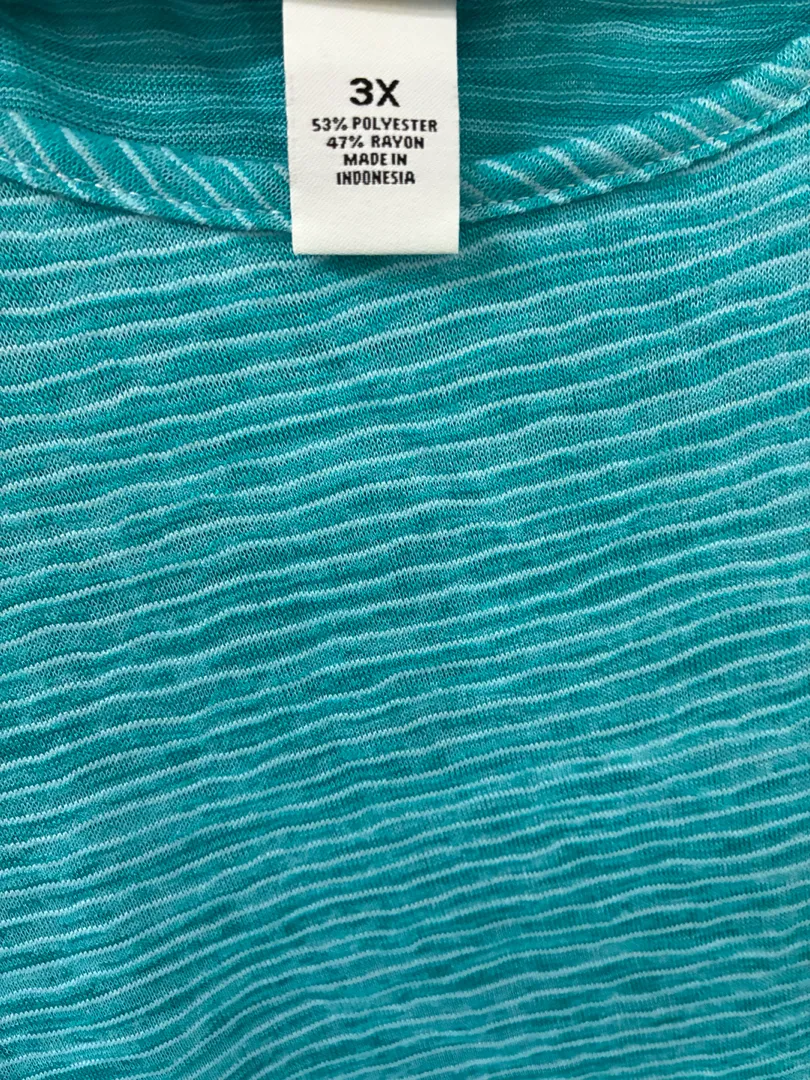 3X
53% POLYESTER
47% RAYON
MADE IN
INDONESIA